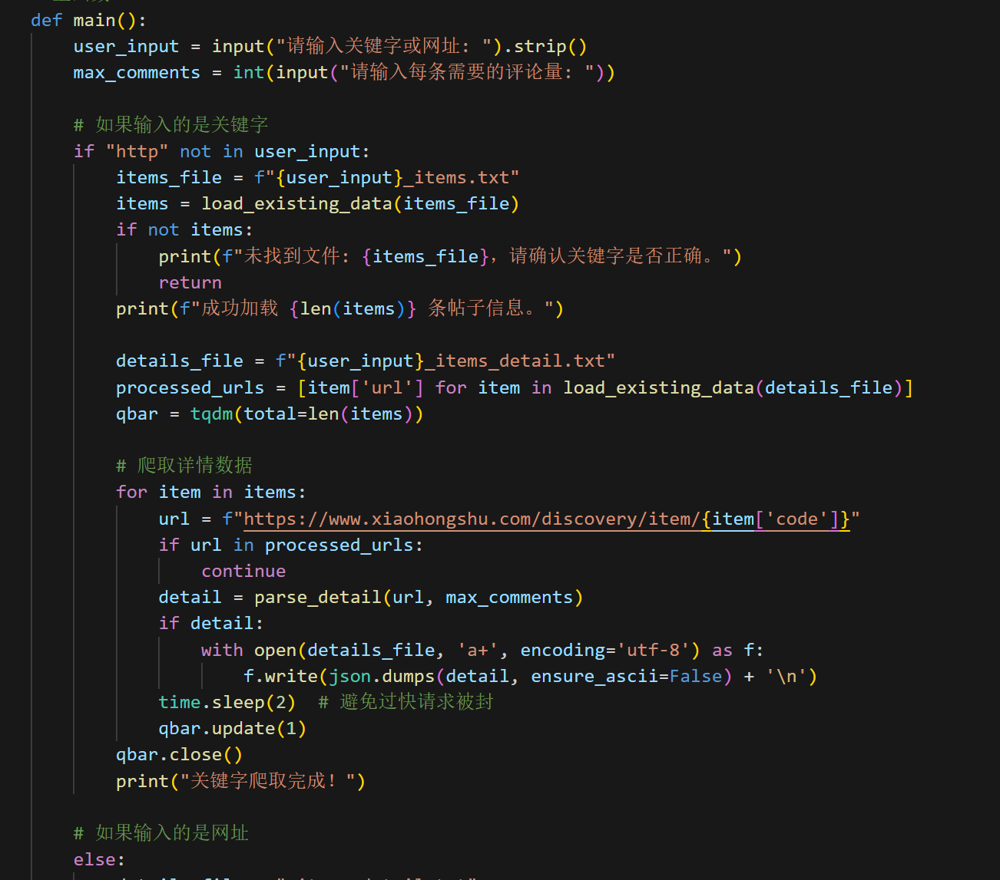 def main():
    user_input = input("请输入关键字或网址: ").strip()
    max_comments = int(input("请输入每条需要的评论量: "))
    # 如果输入的是关键字
    if "http" not in user_input:
        items_file = f"{user_input}_items.txt"
        items = load_existing_data(items_file)
        if not items:
            print(f"未找到文件: {items_file}，请确认关键字是否正确。")
            return
        print(f"成功加载 {len(items)} 条帖子信息。")
        details_file = f"{user_input}_items_detail.txt"
        processed_urls = [item['url'] for item in load_existing_data(details_file)]
        qbar = tqdm(total=len(items))
        # 爬取详情数据
        for item in items:
            url = f"https://www.xiaohongshu.com/discovery/item/{item['code']}"
            if url in processed_urls:
                continue
            detail = parse_detail(url, max_comments)
            if detail:
                with open(details_file, 'a+', encoding='utf-8') as f:
                    f.write(json.dumps(detail, ensure_ascii=False) + '\n')
            time.sleep(2)  # 避免过快请求被封
            qbar.update(1)
        qbar.close()
        print("关键字爬取完成！")
    # 如果输入的是网址
    else: